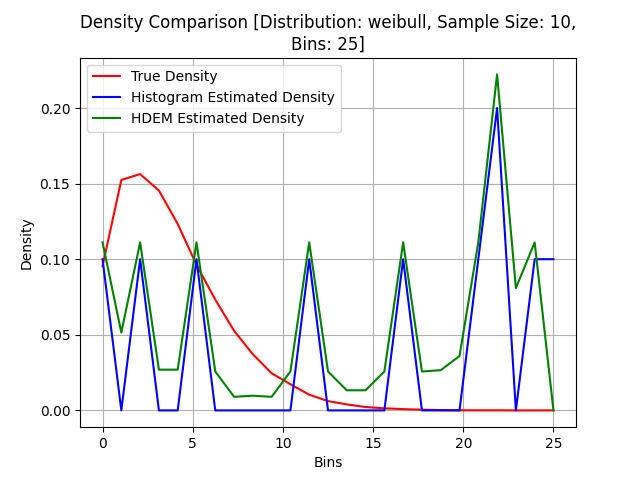 Density Comparison [Distribution: weibull, Sample Size: 10,
Bins: 25]
True Density
Histogram Estimated Density
HDEM Estimated Density
Density
0.20
0.15
0.10
0.05
0.00
0 5 10 15 20 25
Bins